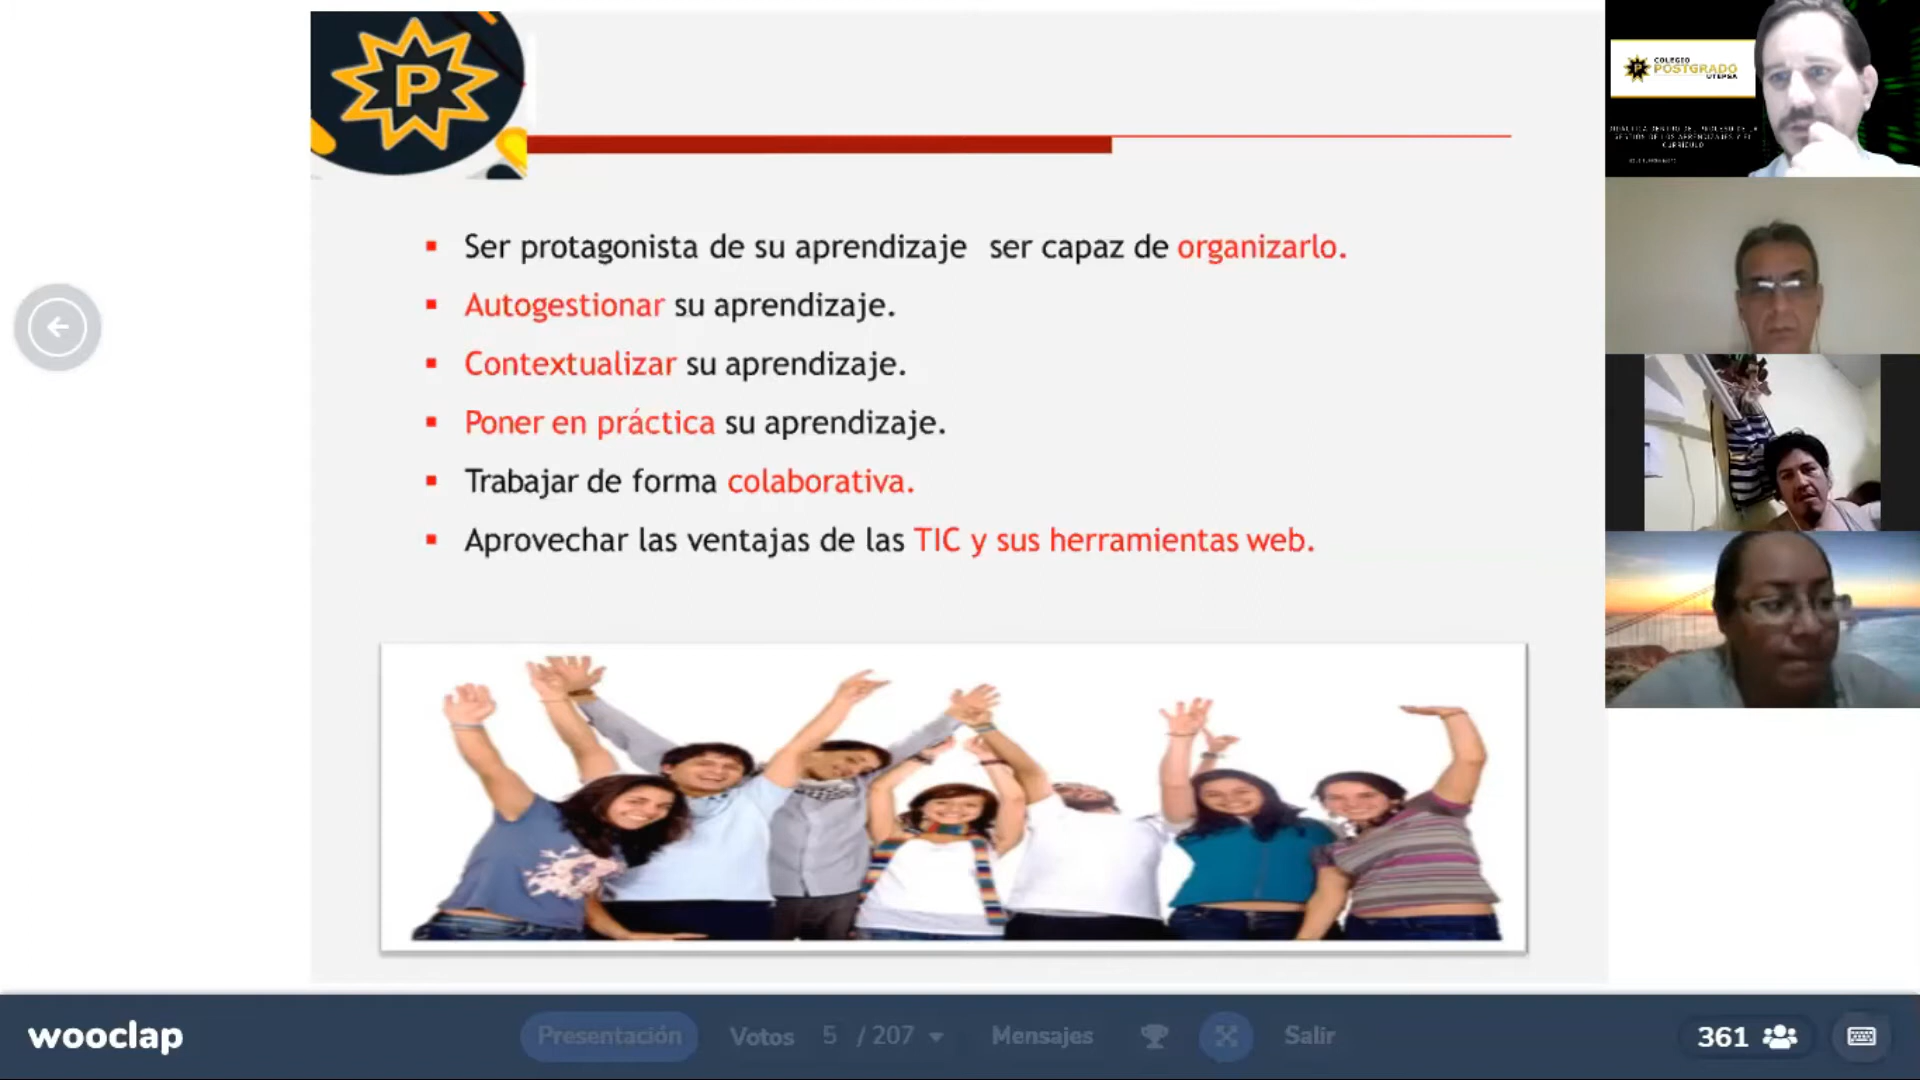 P
Ser protagonista de su aprendizaje ser capaz de organizarlo.
Autogestionar su aprendizaje.
Contextualizar su aprendizaje.
Poner en práctica su aprendizaje.
Trabajar de forma colaborativa.
Aprovechar las ventajas de las TIC y sus herramientas web.
P
COLEGIO
POSTGRADO
UTEPSA
CURRÍCULO
wooclap
Presentación
Votos 5 / 207
Mensajes
Salir
361